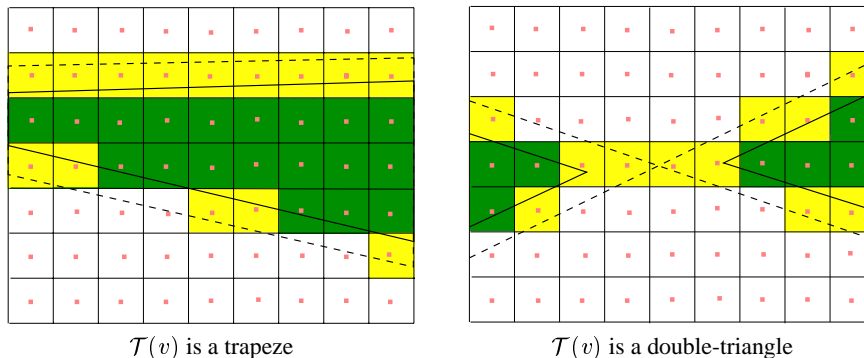 𝒯(v) is a trapeze
𝒯(v) is a double-triangle